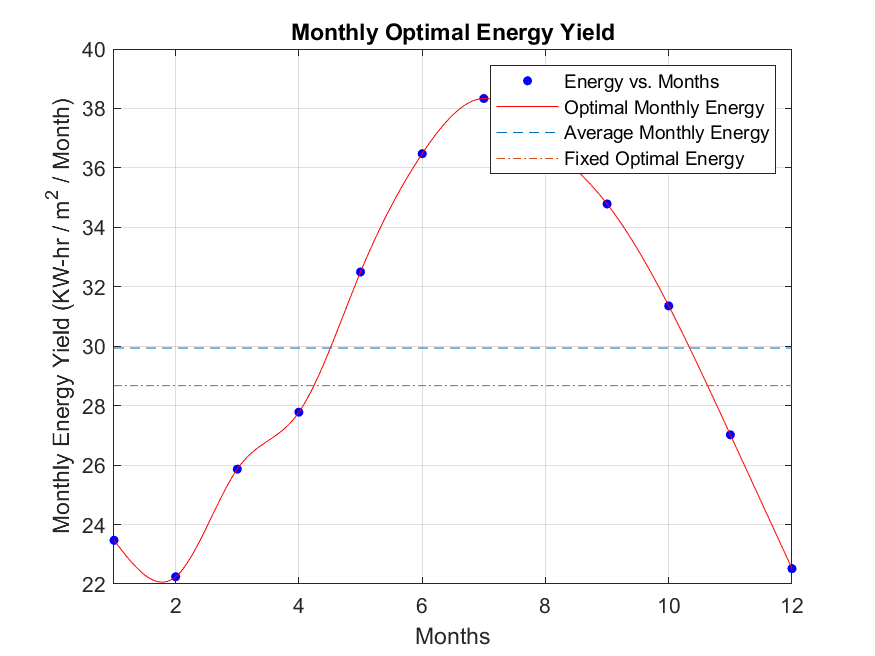 Monthly Optimal Energy Yield
Monthly Energy Yield (KW-hr / m² / Month)
40
38
36
34
32
30
28
26
24
22
Energy vs. Months
Optimal Monthly Energy
Average Monthly Energy
Fixed Optimal Energy
2 4 6 8 10 12
Months